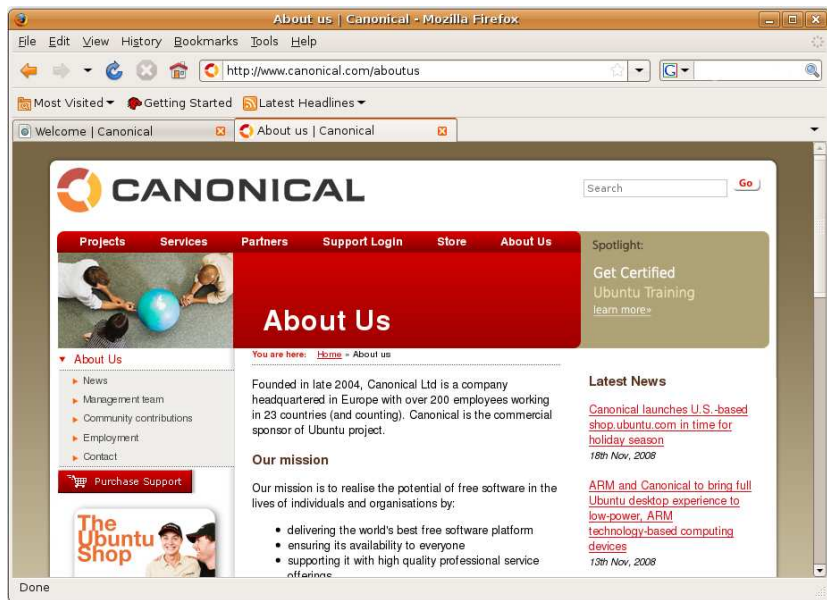 About us | Canonical - Mozilla Firefox
File Edit View History Bookmarks Tools Help
http://www.canonical.com/aboutus
G
Most Visited Getting Started Latest Headlines
Welcome | Canonical About us | Canonical
CANONICAL
Search Go
Projects Services Partners Support Login Store About Us
Spotlight:
Get Certified
Ubuntu Training
learn more»
About Us
You are here: Home » About us
About Us
News
Management team
Community contributions
Employment
Contact
Purchase Support
The
Ubuntu
Shop
Founded in late 2004, Canonical Ltd is a company
headquartered in Europe with over 200 employees working
in 23 countries (and counting). Canonical is the commercial
sponsor of Ubuntu project.
Our mission
Our mission is to realise the potential of free software in the
lives of individuals and organisations by:
• delivering the world's best free software platform
• ensuring its availability to everyone
• supporting it with high quality professional service
offerings
Latest News
Canonical launches U.S.-based
shop.ubuntu.com in time for
holiday season
18th Nov, 2008
ARM and Canonical to bring full
Ubuntu desktop experience to
low-power, ARM
technology-based computing
devices
13th Nov, 2008
Done